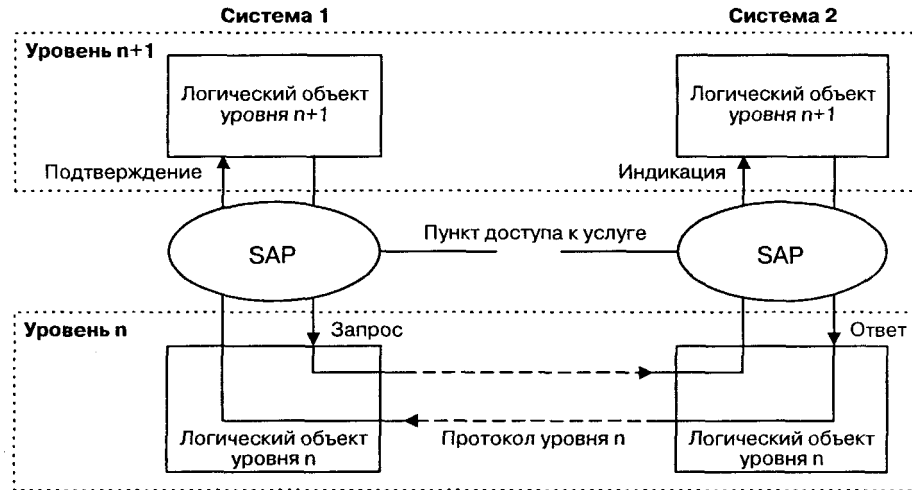 Система 1
Система 2
Уровень n+1
Логический объект
уровня n+1
Логический объект
уровня n+1
Подтверждение
Индикация
SAP
Пункт доступа к услуге
SAP
Уровень n
Запрос
Ответ
Логический объект
уровня n
Протокол уровня n
Логический объект
уровня n